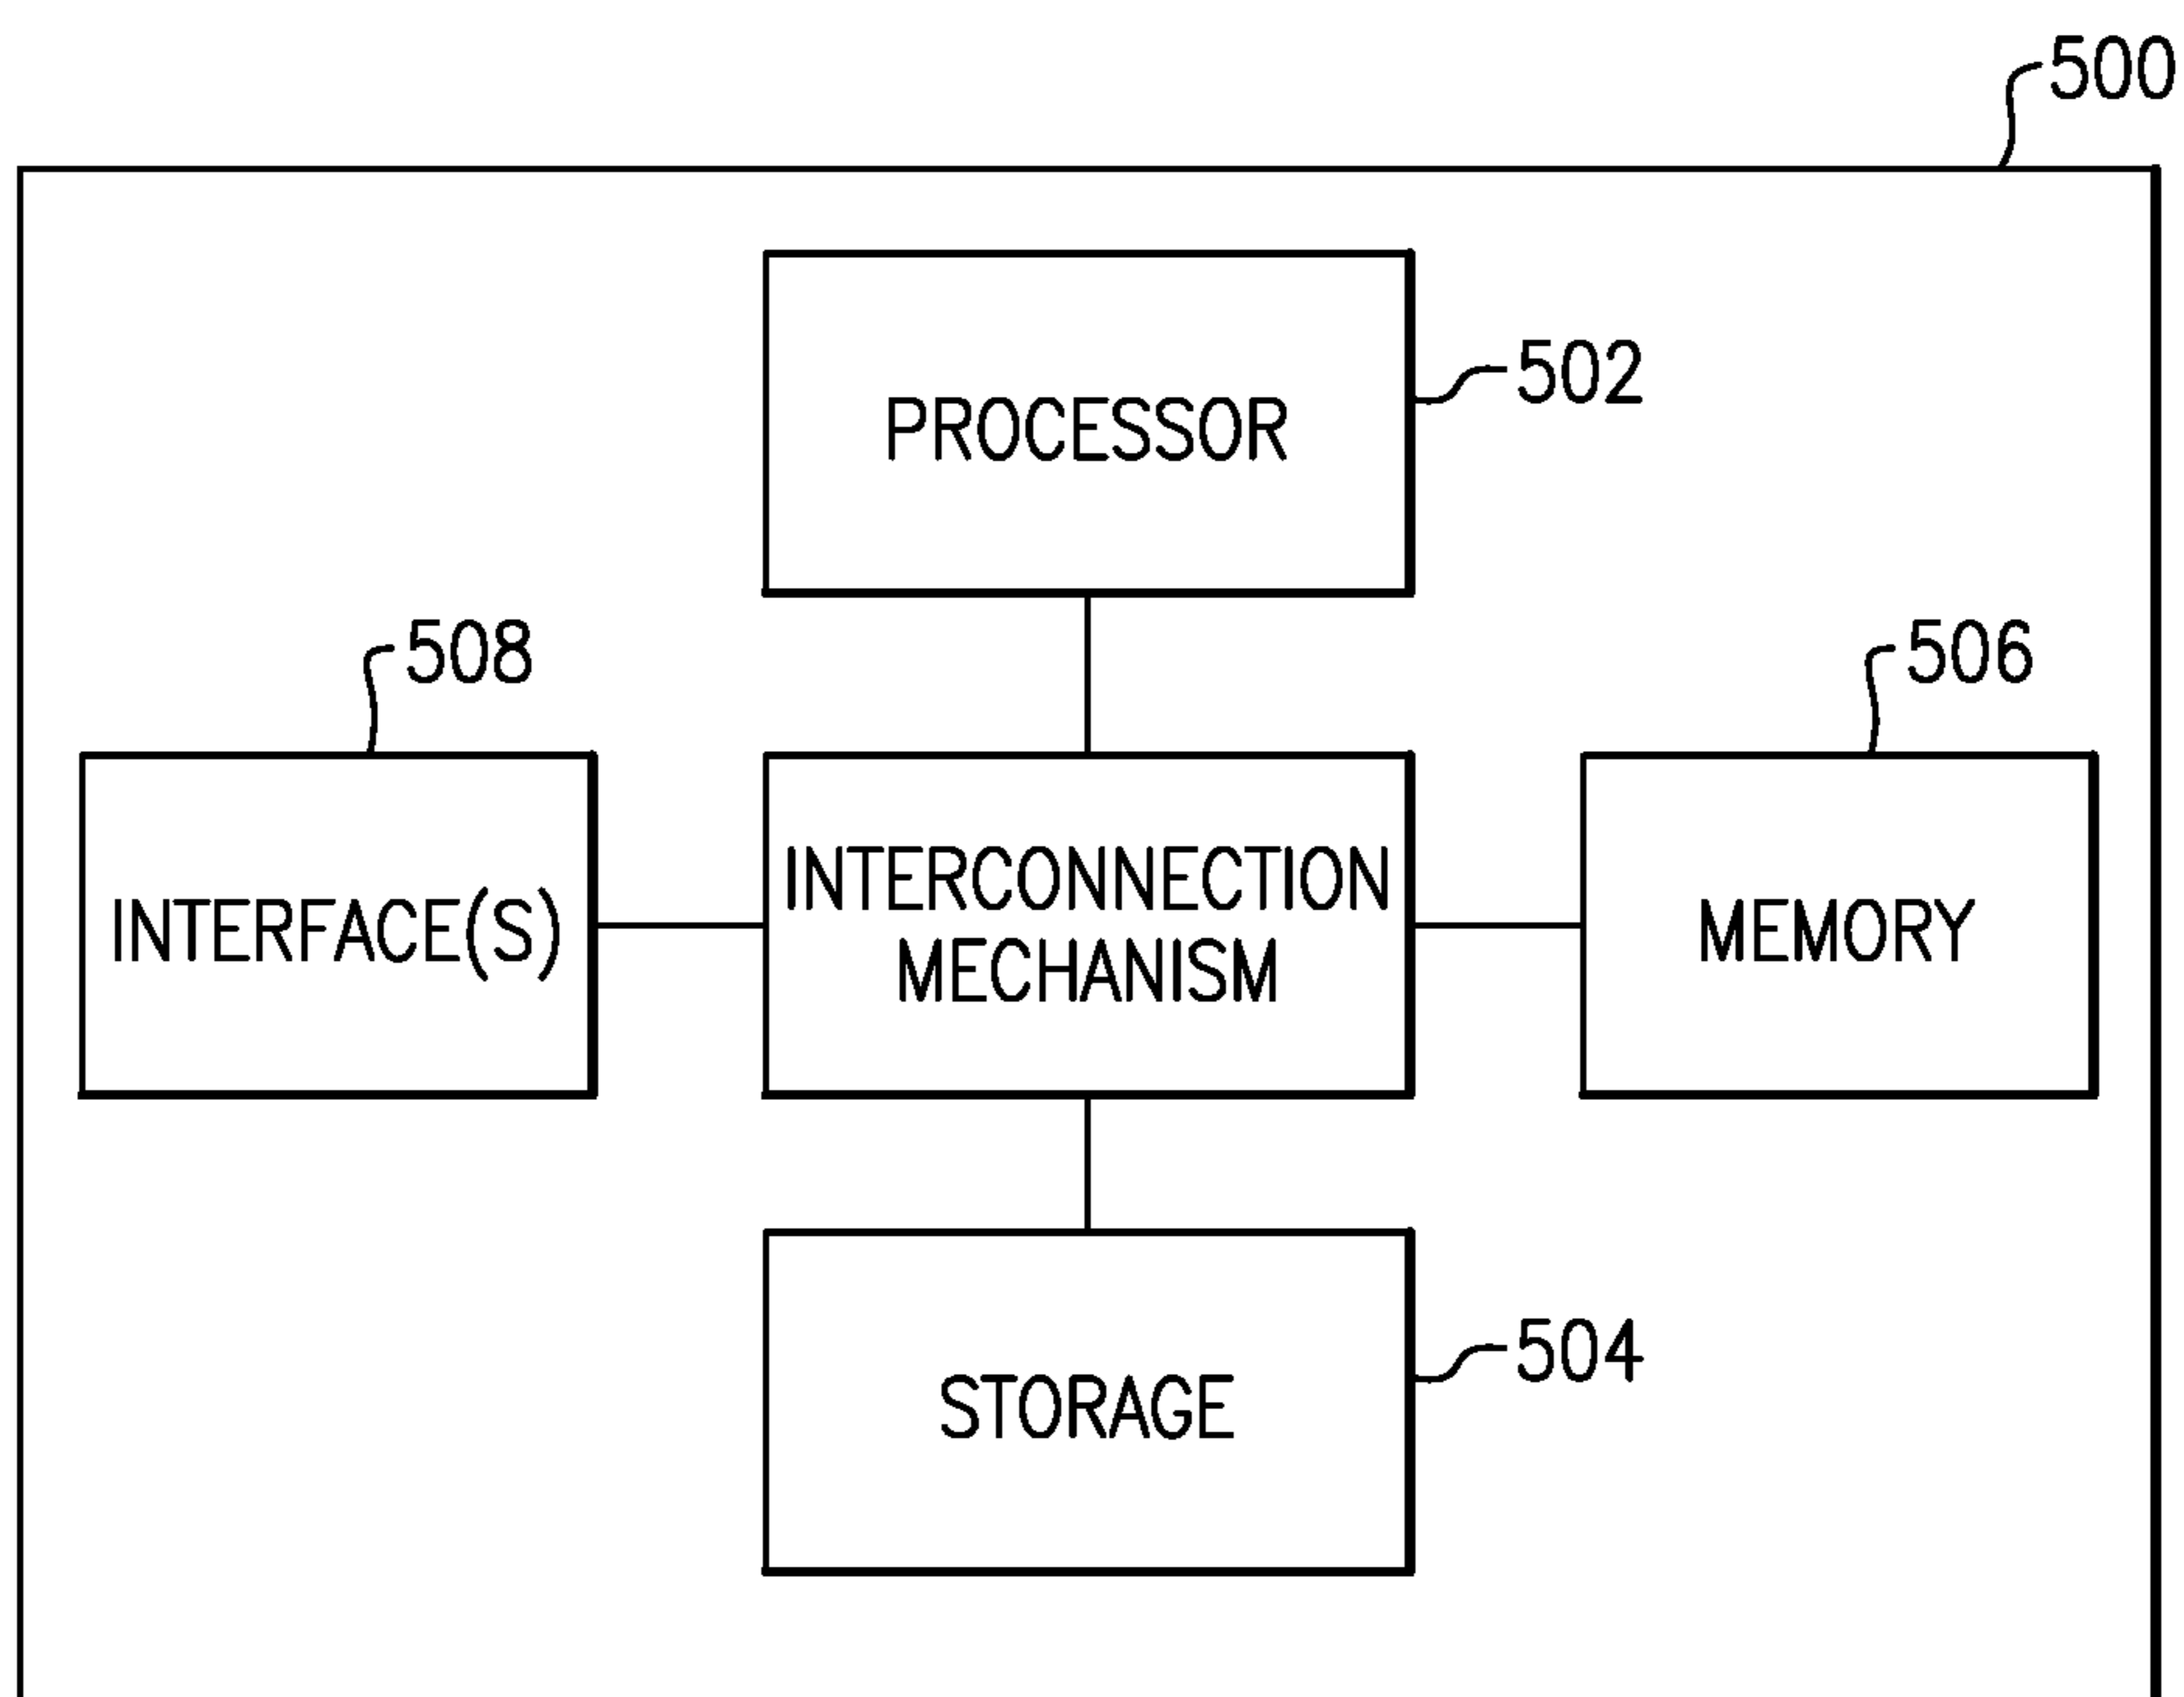 500
PROCESSOR
502
508
506
INTERFACE(S)
INTERCONNECTION
MECHANISM
MEMORY
STORAGE
504